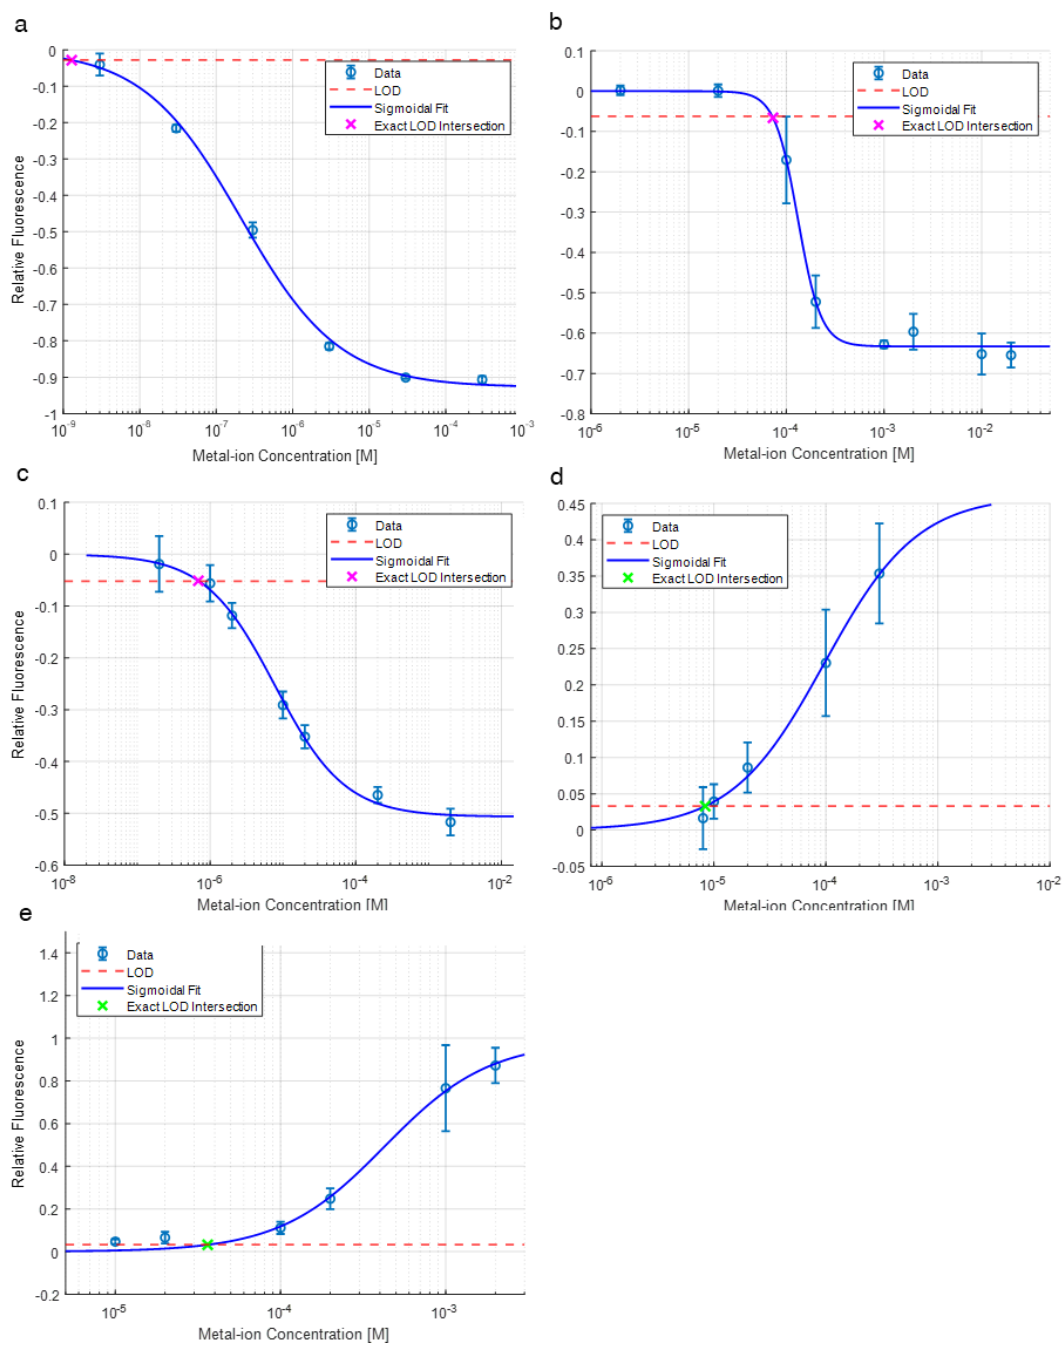 a
0
-0.1
-0.2
-0.3
-0.4
-0.5
-0.6
-0.7
-0.8
-0.9
-1
Relative Fluorescence
Data
LOD
Sigmoidal Fit
Exact LOD Intersection
10⁻⁹ 10⁻⁸ 10⁻⁷ 10⁻⁶ 10⁻⁵ 10⁻⁴ 10⁻³
Metal-ion Concentration [M]
b
0.1
0
-0.1
-0.2
-0.3
-0.4
-0.5
-0.6
-0.7
-0.8
Data
LOD
Sigmoidal Fit
Exact LOD Intersection
10⁻⁶ 10⁻⁵ 10⁻⁴ 10⁻³ 10⁻²
Metal-ion Concentration [M]
c
0.1
0
-0.1
-0.2
-0.3
-0.4
-0.5
-0.6
Relative Fluorescence
Data
LOD
Sigmoidal Fit
Exact LOD Intersection
10⁻⁸ 10⁻⁶ 10⁻⁴ 10⁻²
Metal-ion Concentration [M]
d
0.45
0.4
0.35
0.3
0.25
0.2
0.15
0.1
0.05
0
-0.05
Data
LOD
Sigmoidal Fit
Exact LOD Intersection
10⁻⁶ 10⁻⁵ 10⁻⁴ 10⁻³ 10⁻²
Metal-ion Concentration [M]
e
1.4
1.2
1
0.8
0.6
0.4
0.2
0
-0.2
Relative Fluorescence
Data
LOD
Sigmoidal Fit
Exact LOD Intersection
10⁻⁵ 10⁻⁴ 10⁻³
Metal-ion Concentration [M]